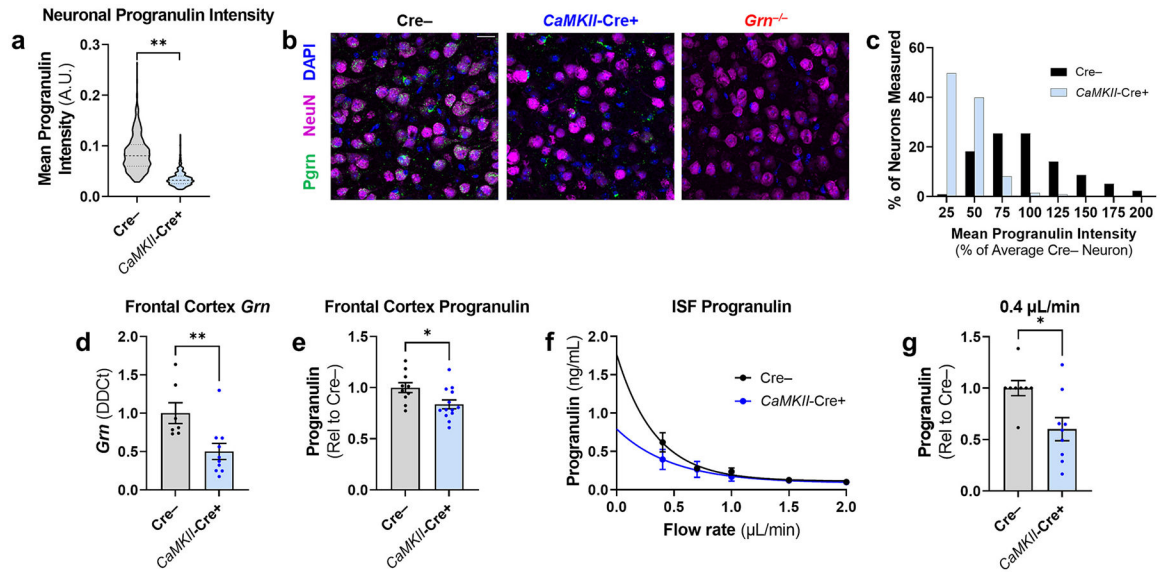 Neuronal Progranulin Intensity
a
Mean Progranulin
Intensity (A.U.)
0.3
0.2
0.1
0.0
**
Cre–
CaMKII-Cre+
b
Cre–
CaMKII-Cre+
Grn–/–
Pgrn NeuN DAPI
c
% of Neurons Measured
60
40
20
0
Cre–
CaMKII-Cre+
25 50 75 100 125 150 175 200
Mean Progranulin Intensity
(% of Average Cre– Neuron)
Frontal Cortex Grn
d
Grn (DDCt)
2.0
1.5
1.0
0.5
0.0
**
Cre–
CaMKII-Cre+
Frontal Cortex Progranulin
e
Progranulin
(Rel to Cre–)
1.5
1.0
0.5
0.0
*
Cre–
CaMKII-Cre+
ISF Progranulin
f
Progranulin (ng/mL)
2.0
1.5
1.0
0.5
0.0
Cre–
CaMKII-Cre+
0.0 0.5 1.0 1.5 2.0
Flow rate (µL/min)
0.4 µL/min
g
Progranulin
(Rel to Cre–)
1.5
1.0
0.5
0.0
*
Cre–
CaMKII-Cre+